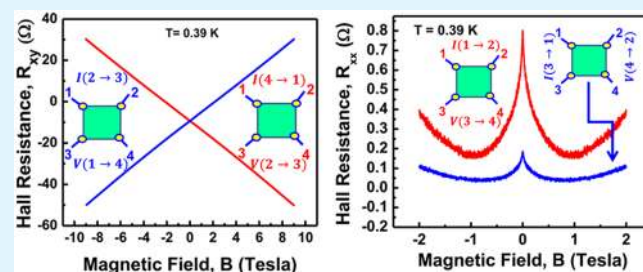 T= 0.39 K
Hall Resistance, R_xy (Ω)
40
20
0
-20
-40
-60
I(2→3)
1
2
3
4
V(1→4)
I(4→1)
1
2
3
4
V(2→3)
-10 -8 -6 -4 -2 0 2 4 6 8 10
Magnetic Field, B (Tesla)
T = 0.39 K
Hall Resistance, R_xx (Ω)
0.8
0.7
0.6
0.5
0.4
0.3
0.2
0.1
0.0
-0.2
I(1→2)
1
2
3
4
V(3→4)
I(3→1)
1
2
3
4
V(4→2)
-2 -1 0 1 2
Magnetic Field, B (Tesla)